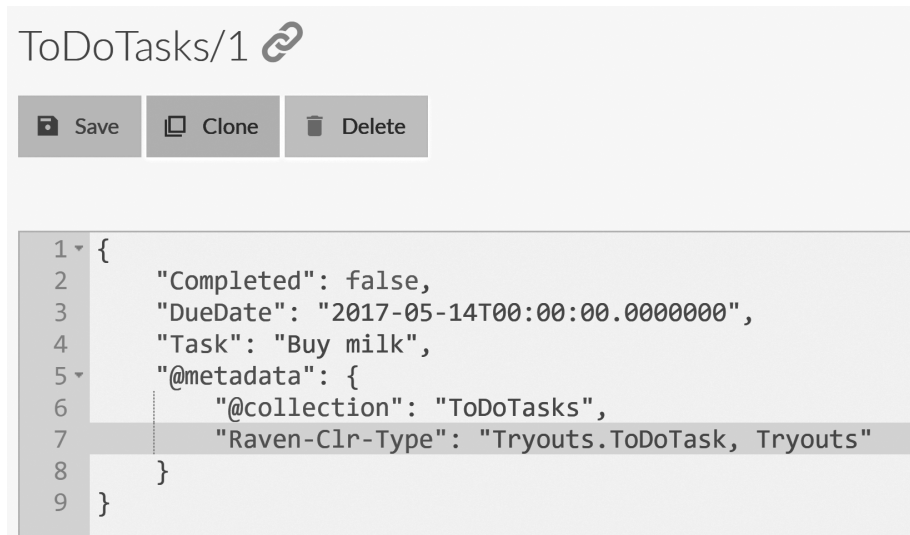 ToDoTasks/1
Save Clone Delete
1 {
2 "Completed": false,
3 "DueDate": "2017-05-14T00:00:00.0000000",
4 "Task": "Buy milk",
5 "@metadata": {
6 "@collection": "ToDoTasks",
7 "Raven-Clr-Type": "Tryouts.ToDoTask, Tryouts"
8 }
9 }